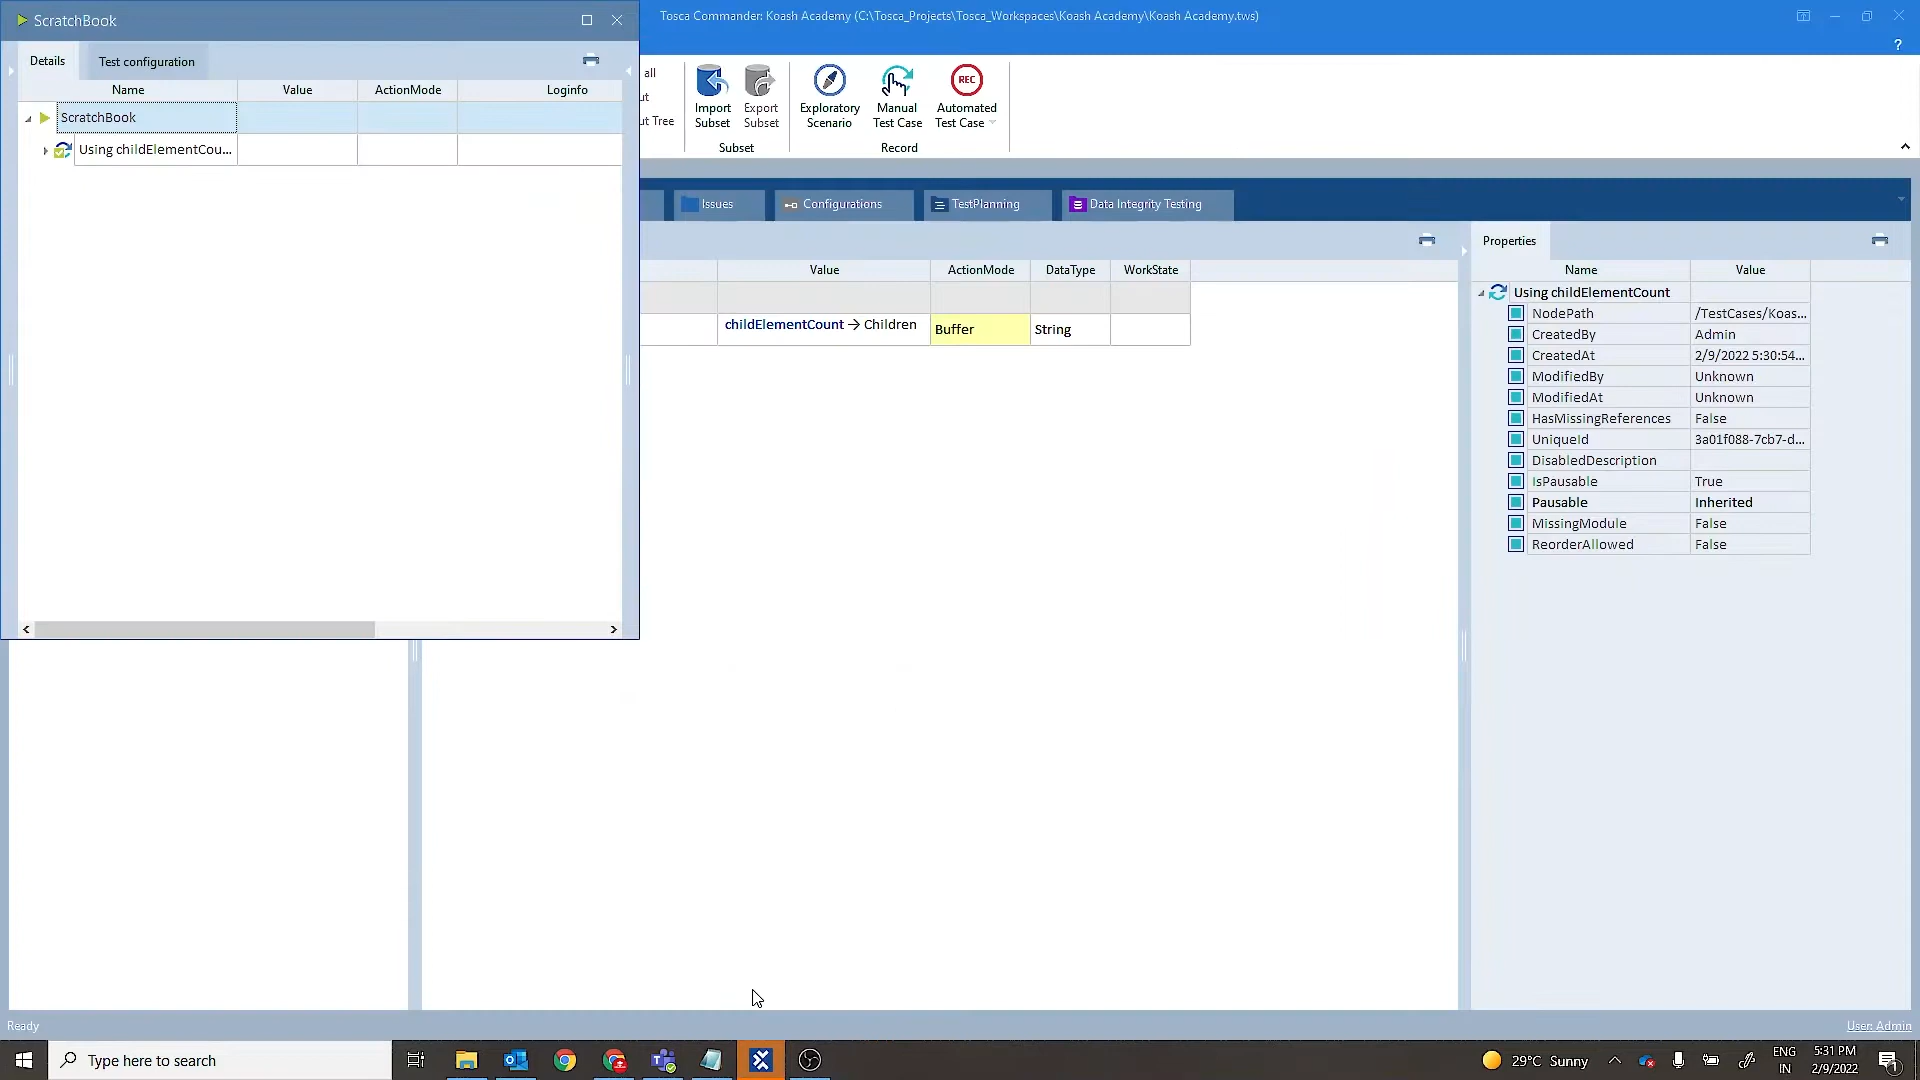 ScratchBook
Tosca Commander: Koash Academy (C:\Tosca_Projects\Tosca_Workspaces\Koash Academy\Koash Academy.tws)
?
Details
Test configuration
Name
Value
ActionMode
Loginfo
ScratchBook
Using childElementCou...
all
ut
ut Tree
Import
Subset
Export
Subset
Subset
Exploratory
Scenario
Manual
Test Case
REC
Automated
Test Case
Record
Issues
Configurations
TestPlanning
Data Integrity Testing
Value
ActionMode
DataType
WorkState
childElementCount → Children
Buffer
String
Properties
Name
Value
Using childElementCount
NodePath
/TestCases/Koas...
CreatedBy
Admin
CreatedAt
2/9/2022 5:30:54...
ModifiedBy
Unknown
ModifiedAt
Unknown
HasMissingReferences
False
UniqueId
3a01f088-7cb7-d...
DisabledDescription
IsPausable
True
Pausable
Inherited
MissingModule
False
ReorderAllowed
False
Ready
User: Admin
Type here to search
29°C Sunny
ENG
IN
5:31 PM
2/9/2022
1